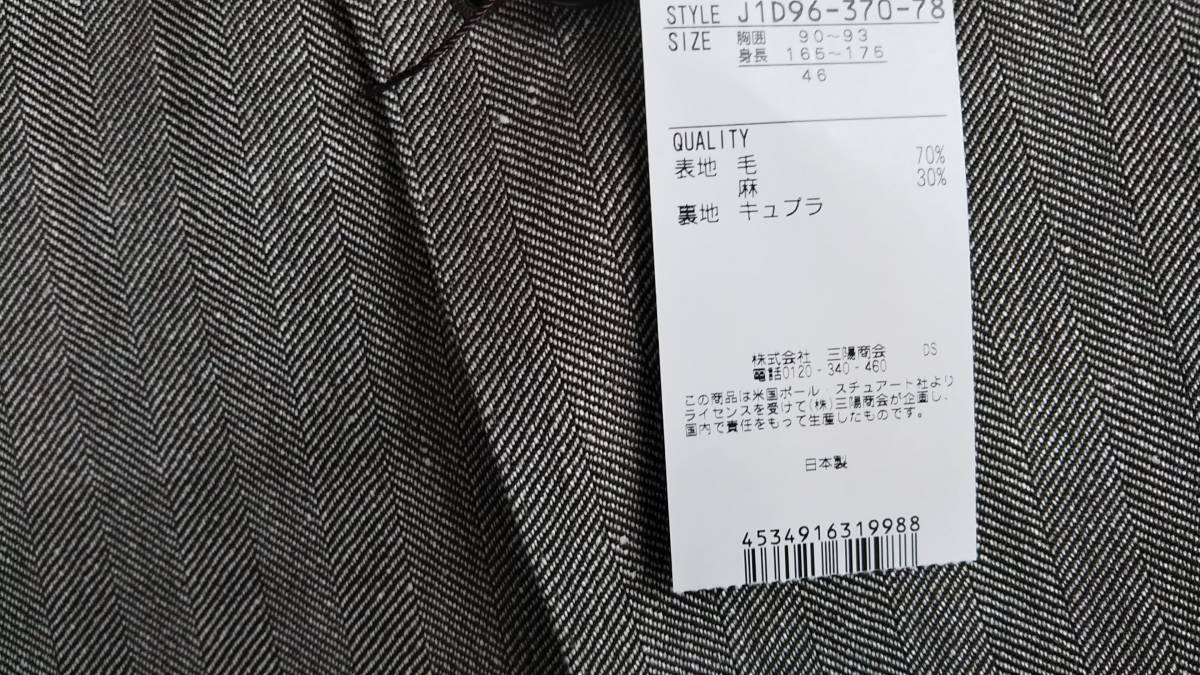 STYLE J1D96-370-78
SIZE 胸囲 90~93
身長 165~175
46
QUALITY
表地 毛 70%
麻 30%
裏地 キュプラ
株式会社 三陽商会 DS
電話0120-340-460
この商品は米国ポール スチュアート社より
ライセンスを受けて(株)三陽商会が企画し、
国内で責任をもって生産したものです。
日本製
4534916319988